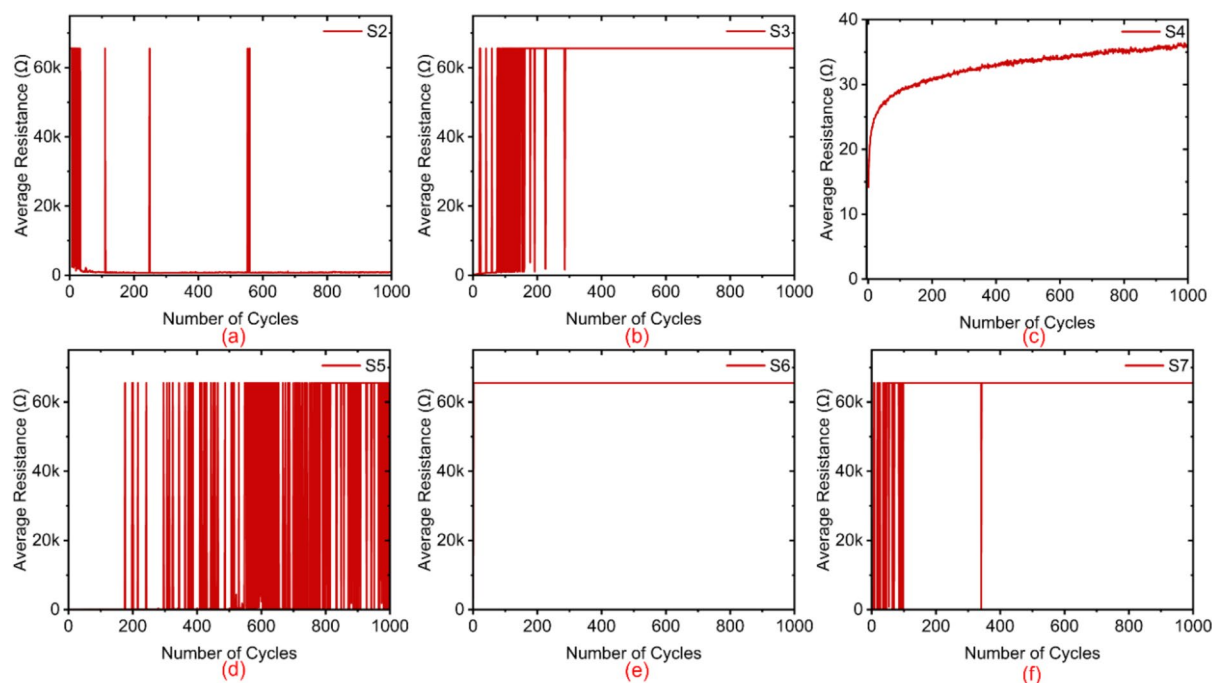 S2
Average Resistance (Ω)
60k
40k
20k
0
0 200 400 600 800 1000
Number of Cycles
(a)
S3
Average Resistance (Ω)
60k
40k
20k
0
0 200 400 600 800 1000
Number of Cycles
(b)
S4
Average Resistance (Ω)
40
30
20
10
0
0 200 400 600 800 1000
Number of Cycles
(c)
S5
Average Resistance (Ω)
60k
40k
20k
0
0 200 400 600 800 1000
Number of Cycles
(d)
S6
Average Resistance (Ω)
60k
40k
20k
0
0 200 400 600 800 1000
Number of Cycles
(e)
S7
Average Resistance (Ω)
60k
40k
20k
0
0 200 400 600 800 1000
Number of Cycles
(f)